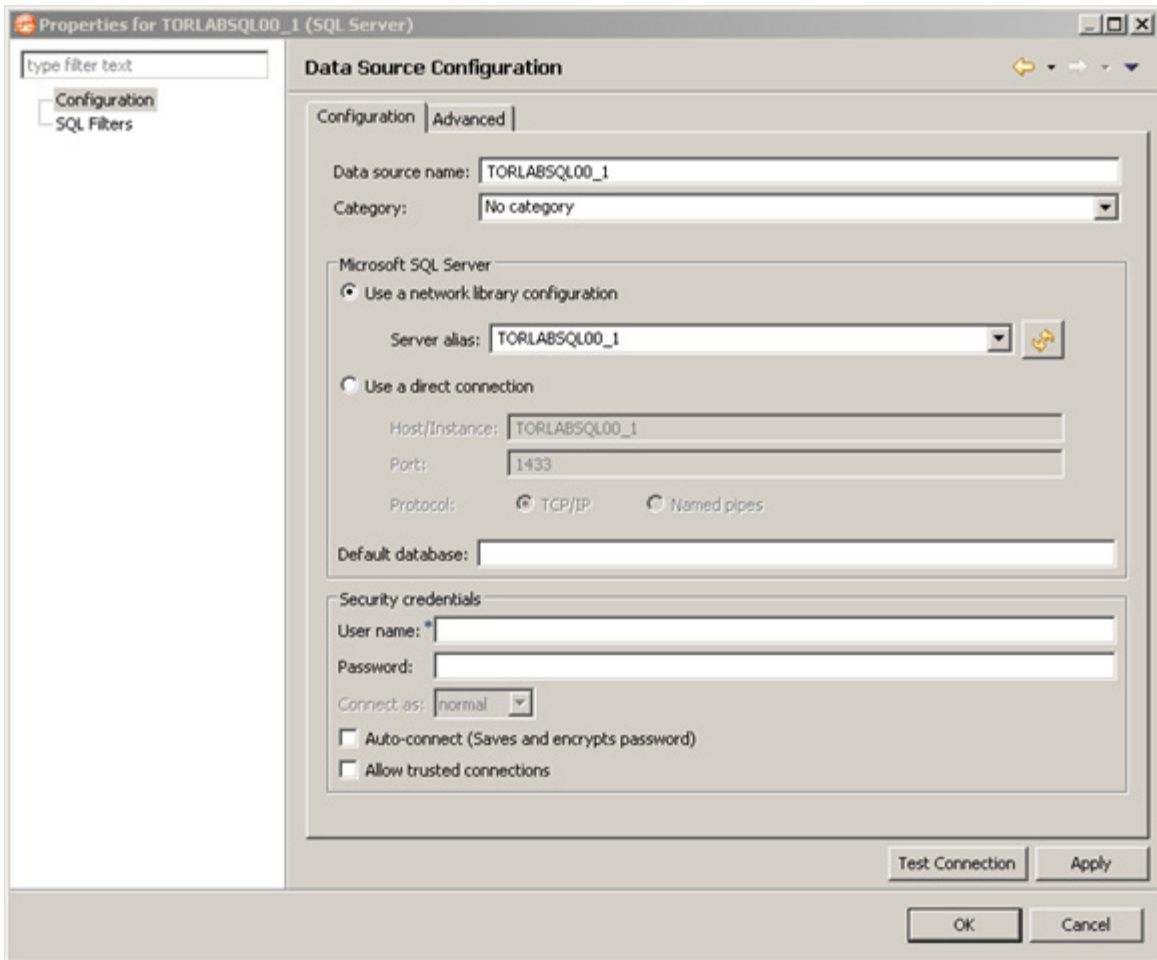 Properties for TORLABSQL00_1 (SQL Server)
type filter text
Configuration
SQL Filters
Data Source Configuration
Configuration
Advanced
Data source name: TORLABSQL00_1
Category: No category
Microsoft SQL Server
Use a network library configuration
Server alias: TORLABSQL00_1
Use a direct connection
Host/Instance: TORLABSQL00_1
Port: 1433
Protocol: TCP/IP Named pipes
Default database:
Security credentials
User name: *
Password:
Connect as: normal
Auto-connect (Saves and encrypts password)
Allow trusted connections
Test Connection Apply
OK Cancel